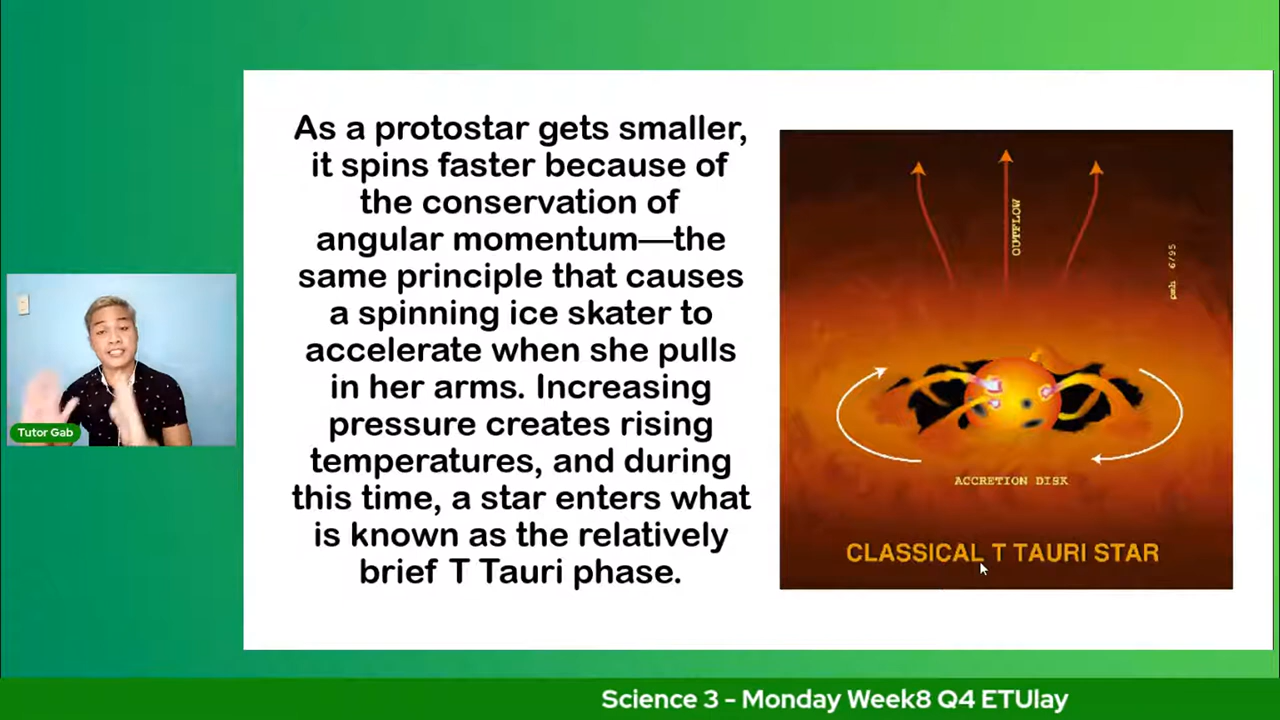 As a protostar gets smaller,
it spins faster because of
the conservation of
angular momentum—the
same principle that causes
a spinning ice skater to
accelerate when she pulls
in her arms. Increasing
pressure creates rising
temperatures, and during
this time, a star enters what
is known as the relatively
brief T Tauri phase.
OUTFLOW
pmh 6/95
ACCRETION DISK
CLASSICAL T TAURI STAR
Tutor Gab
Science 3 - Monday Week8 Q4 ETUlay